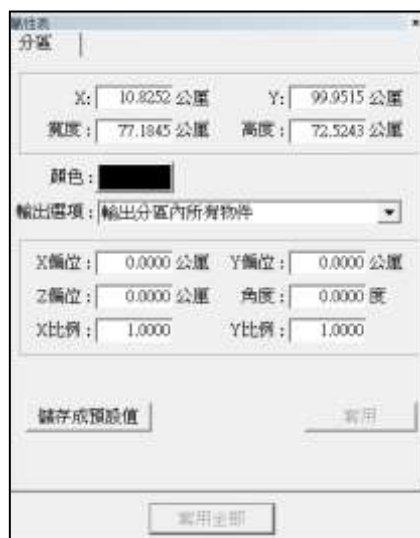 屬性表
分區
X: 10.8252 公厘 Y: 99.9515 公厘
寬度: 77.1845 公厘 高度: 72.5243 公厘
顏色:
輸出選項: 輸出分區內所有物件
X偏位: 0.0000 公厘 Y偏位: 0.0000 公厘
Z偏位: 0.0000 公厘 角度: 0.0000 度
X比例: 1.0000 Y比例: 1.0000
儲存成預設值 套用
套用全部